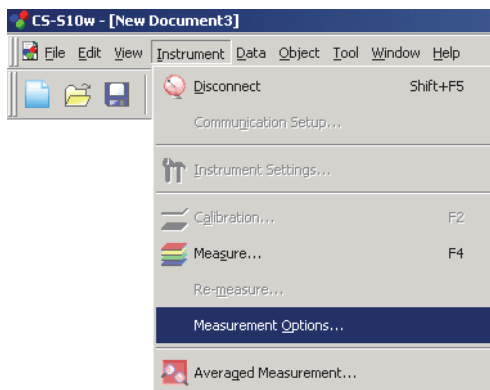 CS-S10w - [New Document3]
File Edit View Instrument Data Object Tool Window Help
Disconnect Shift+F5
Communication Setup...
Instrument Settings...
Calibration... F2
Measure... F4
Re-measure...
Measurement Options...
Averaged Measurement...